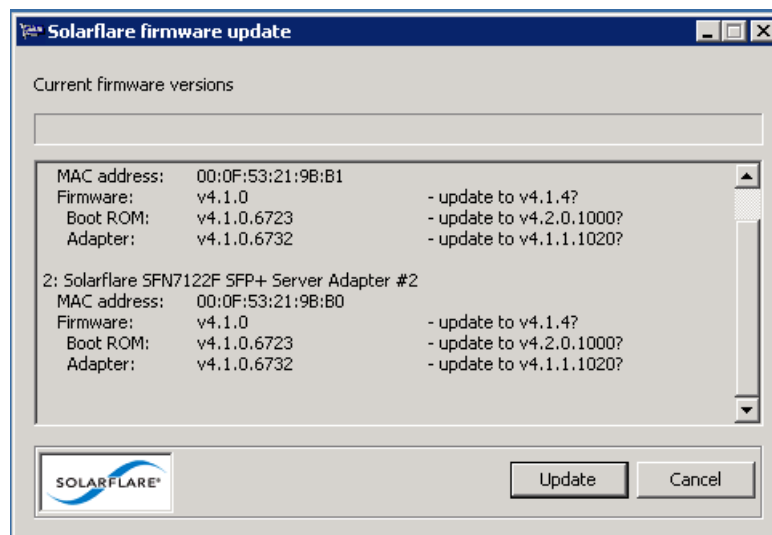 Solarflare firmware update
Current firmware versions
MAC address: 00:0F:53:21:9B:B1
Firmware: v4.1.0 - update to v4.1.4?
Boot ROM: v4.1.0.6723 - update to v4.2.0.1000?
Adapter: v4.1.0.6732 - update to v4.1.1.1020?
2: Solarflare SFN7122F SFP+ Server Adapter #2
MAC address: 00:0F:53:21:9B:B0
Firmware: v4.1.0 - update to v4.1.4?
Boot ROM: v4.1.0.6723 - update to v4.2.0.1000?
Adapter: v4.1.0.6732 - update to v4.1.1.1020?
SOLARFLARE® Update Cancel